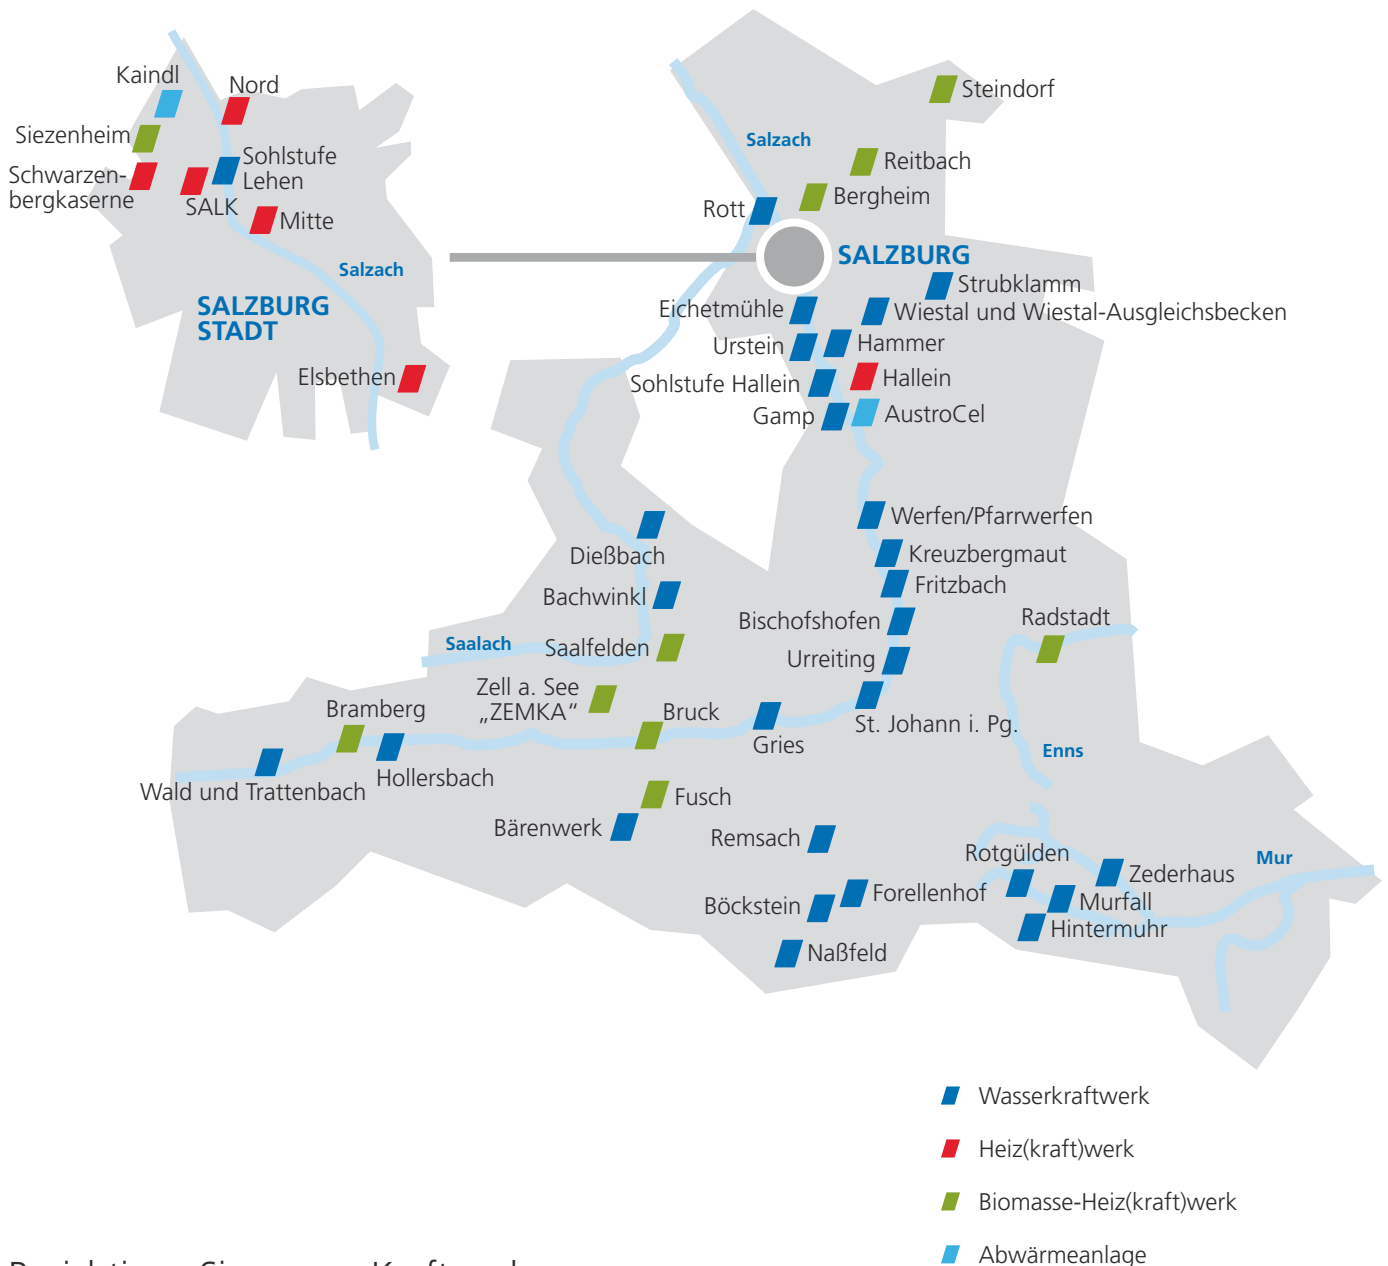 Kaindl
Nord
Siezenheim
Sohlstufe
Lehen
Schwarzen-
bergkaserne
SALK
Mitte
Salzach
SALZBURG
STADT
Elsbethen
Steindorf
Salzach
Reitbach
Bergheim
Rott
SALZBURG
Strubklamm
Eichetmühle
Wiestal und Wiestal-Ausgleichsbecken
Urstein
Hammer
Sohlstufe Hallein
Hallein
Gamp
AustroCel
Werfen/Pfarrwerfen
Dießbach
Kreuzbergmaut
Fritzbach
Bachwinkl
Bischofshofen
Radstadt
Saalach
Saalfelden
Urreiting
Zell a. See
„ZEMKA“
Bramberg
Bruck
St. Johann i. Pg.
Gries
Enns
Hollersbach
Wald und Trattenbach
Fusch
Bärenwerk
Remsach
Rotgülden
Mur
Zederhaus
Forellenhof
Murfall
Böckstein
Hintermuhr
Naßfeld
Wasserkraftwerk
Heiz(kraft)werk
Biomasse-Heiz(kraft)werk
Abwärmeanlage